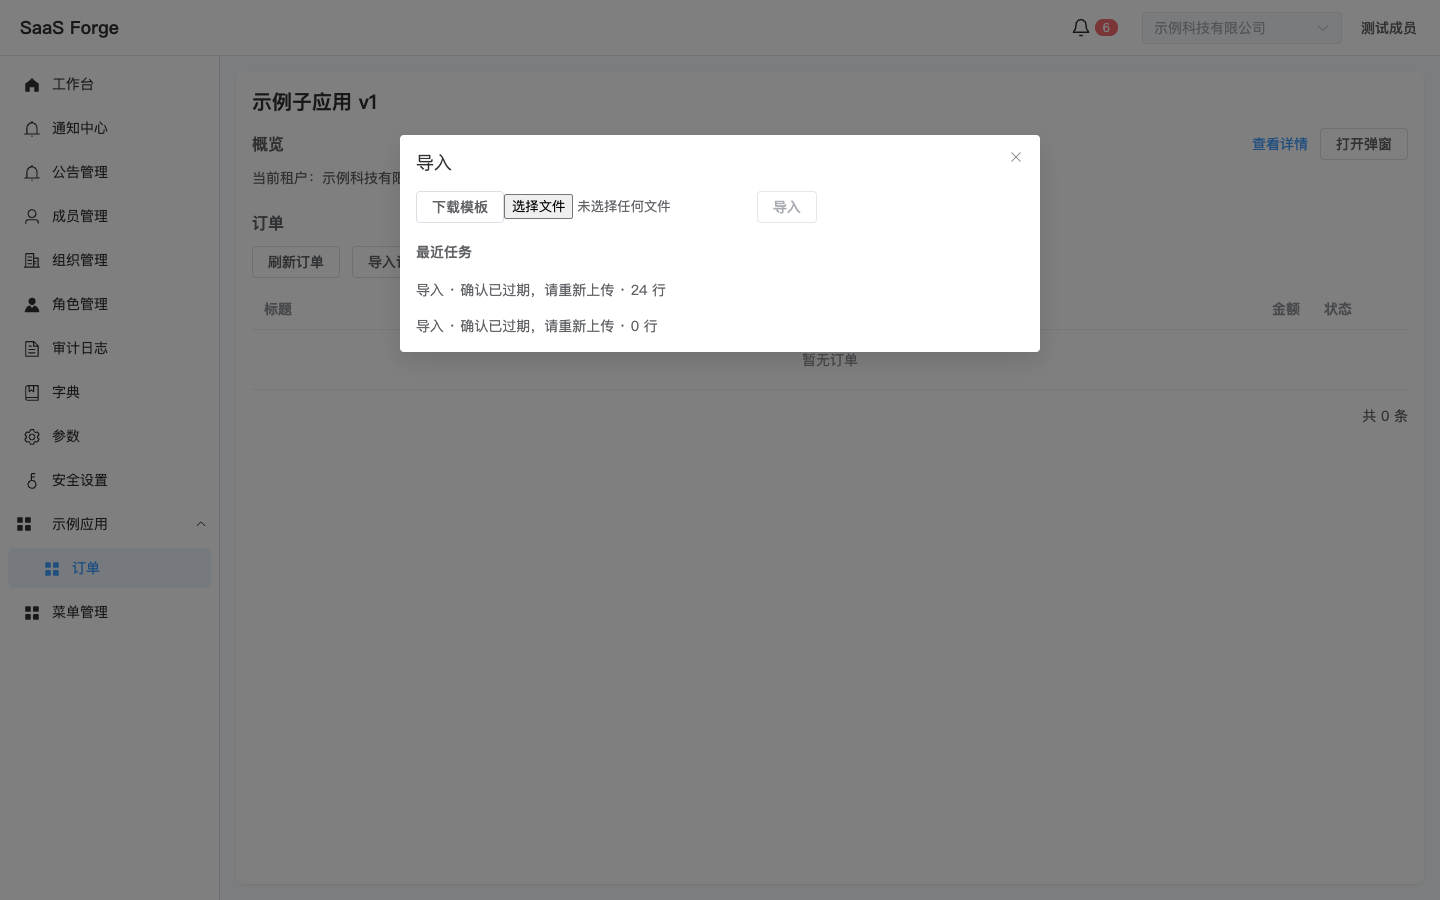 SaaS Forge
6
示例科技有限公司
测试成员
工作台
通知中心
公告管理
成员管理
组织管理
角色管理
审计日志
字典
参数
安全设置
示例应用
订单
菜单管理
示例子应用 v1
概览
查看详情
打开弹窗
当前租户：示例科技有限
订单
刷新订单
导入
标题
金额
状态
暂无订单
共 0 条
导入
下载模板
选择文件 未选择任何文件
导入
最近任务
导入 · 确认已过期，请重新上传 · 24 行
导入 · 确认已过期，请重新上传 · 0 行